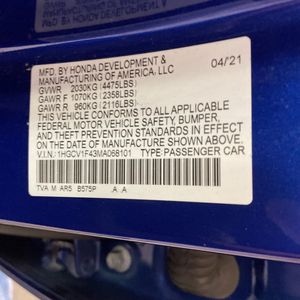 MFD. BY HONDA DEVELOPMENT & 04/21
MANUFACTURING OF AMERICA, LLC
GVWR 2030KG (4475LBS)
GAWR F 1070KG (2358LBS)
GAWR R 960KG (2116LBS)
THIS VEHICLE CONFORMS TO ALL APPLICABLE
FEDERAL MOTOR VEHICLE SAFETY, BUMPER,
AND THEFT PREVENTION STANDARDS IN EFFECT
ON THE DATE OF MANUFACTURE SHOWN ABOVE.
V.I.N.: 1HGCV1F43MA068101 TYPE: PASSENGER CAR
TVA M AR5 B575P A A